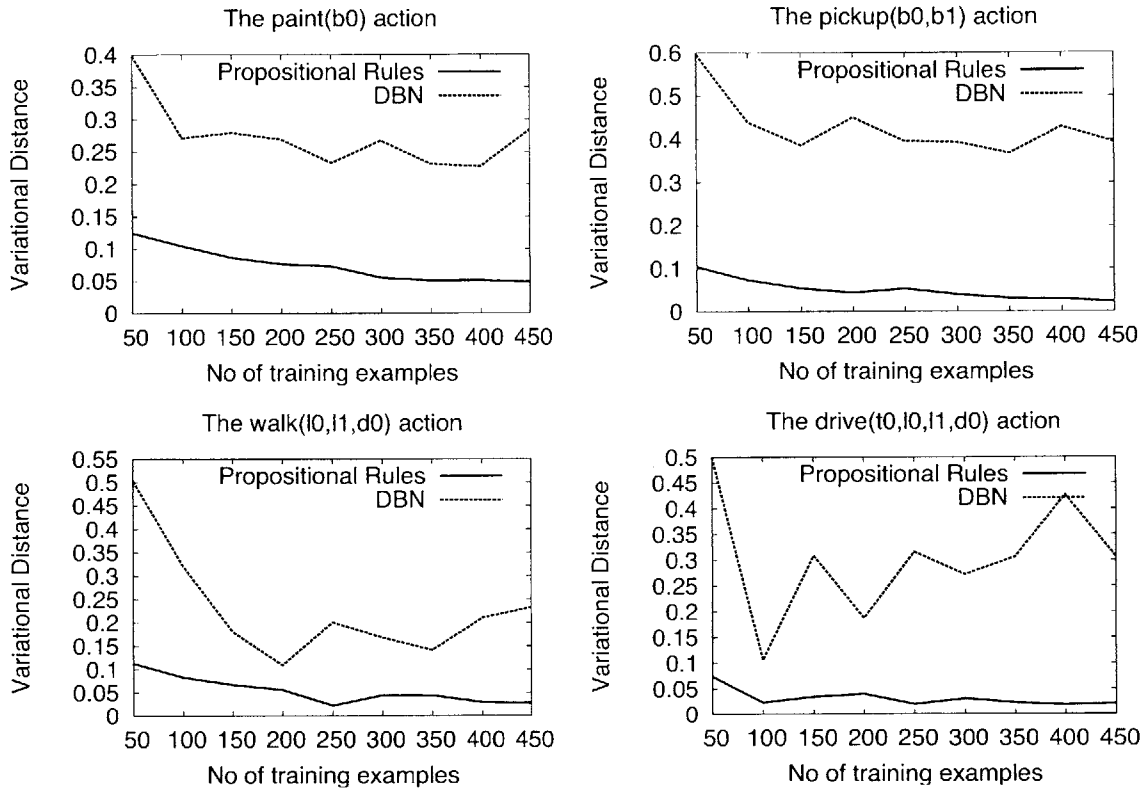 The paint(b0) action
0.4
0.35
0.3
0.25
0.2
0.15
0.1
0.05
0
Variational Distance
Propositional Rules
DBN
50 100 150 200 250 300 350 400 450
No of training examples
The pickup(b0,b1) action
0.6
0.5
0.4
0.3
0.2
0.1
0
Variational Distance
Propositional Rules
DBN
50 100 150 200 250 300 350 400 450
No of training examples
The walk(l0,l1,d0) action
0.55
0.5
0.45
0.4
0.35
0.3
0.25
0.2
0.15
0.1
0.05
0
Variational Distance
Propositional Rules
DBN
50 100 150 200 250 300 350 400 450
No of training examples
The drive(t0,l0,l1,d0) action
0.5
0.45
0.4
0.35
0.3
0.25
0.2
0.15
0.1
0.05
0
Variational Distance
Propositional Rules
DBN
50 100 150 200 250 300 350 400 450
No of training examples